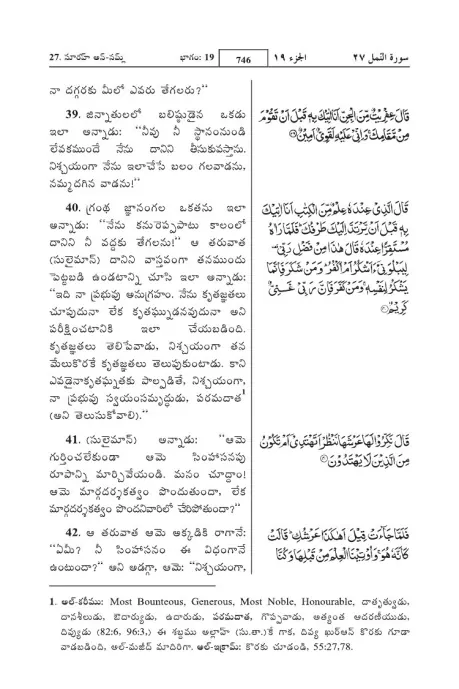 27. సూరహ్ అన్-నమ్ల్ భాగం: 19 746 الجزء ١٩ سورة النمل ٢٧
నా దగ్గరకు మీలో ఎవరు తేగలరు?"
39. జిన్నాతులలో బలిష్ఠుడైన ఒకడు
ఇలా అన్నాడు: "నీవు నీ స్థానంనుండి
లేవకముందే నేను దానిని తీసుకువస్తాను.
నిశ్చయంగా నేను ఇలాచేసే బలం గలవాడను,
నమ్మదగిన వాడను!"
40. గ్రంథ జ్ఞానంగల ఒకతను ఇలా
అన్నాడు: "నేను కనురెప్పపాటు కాలంలో
దానిని నీ వద్దకు తేగలను!" ఆ తరువాత
(సులైమాన్) దానిని వాస్తవంగా తనముందు
పెట్టబడి ఉండటాన్ని చూసి ఇలా అన్నాడు:
"ఇది నా ప్రభువు అనుగ్రహం. నేను కృతజ్ఞతలు
చూపుదునా లేక కృతఘ్నుడనవుదునా అని
పరీక్షించటానికి ఇలా చేయబడింది.
కృతజ్ఞతలు తెలిపేవాడు, నిశ్చయంగా తన
మేలుకొరకే కృతజ్ఞతలు తెలుపుకుంటాడు. కాని
ఎవడైనాకృతఘ్నతకు పాల్పడితే, నిశ్చయంగా,
నా ప్రభువు స్వయంసమృద్ధుడు, పరమదాత1
(అని తెలుసుకోవాలి)."
41. (సులైమాన్) అన్నాడు: "ఆమె
గుర్తించలేకుండా ఆమె సింహాసనపు
రూపాన్ని మార్చివేయండి. మనం చూద్దాం!
ఆమె మార్గదర్శకత్వం పొందుతుందా, లేక
మార్గదర్శకత్వం పొందనివారిలో చేరిపోతుందా?"
42. ఆ తరువాత ఆమె అక్కడికి రాగానే:
"ఏమీ? నీ సింహాసనం ఈ విధంగానే
ఉంటుందా?" అని అడగ్గా, ఆమె: "నిశ్చయంగా,
قَالَ عِفْرِيتٌ مِّنَ الْجِنِّ أَنَا آتِيكَ بِهِ قَبْلَ أَن تَقُومَ
مِن مَّقَامِكَ وَإِنِّي عَلَيْهِ لَقَوِيٌّ أَمِينٌ
قَالَ الَّذِي عِندَهُ عِلْمٌ مِّنَ الْكِتَابِ أَنَا آتِيكَ
بِهِ قَبْلَ أَن يَرْتَدَّ إِلَيْكَ طَرْفُكَ فَلَمَّا رَآهُ
مُسْتَقِرًّا عِندَهُ قَالَ هَٰذَا مِن فَضْلِ رَبِّي
لِيَبْلُوَنِي أَأَشْكُرُ أَمْ أَكْفُرُ وَمَن شَكَرَ فَإِنَّمَا
يَشْكُرُ لِنَفْسِهِ وَمَن كَفَرَ فَإِنَّ رَبِّي غَنِيٌّ
كَرِيمٌ
قَالَ نَكِّرُوا لَهَا عَرْشَهَا نَنظُرْ أَتَهْتَدِي أَمْ تَكُونُ
مِنَ الَّذِينَ لَا يَهْتَدُونَ
فَلَمَّا جَاءَتْ قِيلَ أَهَٰكَذَا عَرْشُكِ قَالَتْ
كَأَنَّهُ هُوَ وَأُوتِينَا الْعِلْمَ مِن قَبْلِهَا وَكُنَّا
1. అల్-కరీము: Most Bounteous, Generous, Most Noble, Honourable, దాతృత్వుడు,
దానశీలుడు, ఔదార్యుడు, ఉదారుడు, పరమదాత, గొప్పవాడు, అత్యంత ఆదరణీయుడు,
దివ్యుడు (82:6, 96:3,) ఈ శబ్దము అల్లాహ్ (సు.తా.)కే గాక, దివ్య ఖుర్ఆన్ కొరకు గూడా
వాడబడింది, అల్-మజీద్ మాదిరిగా. అల్-ఇక్రామ్: కొరకు చూడండి, 55:27,78.